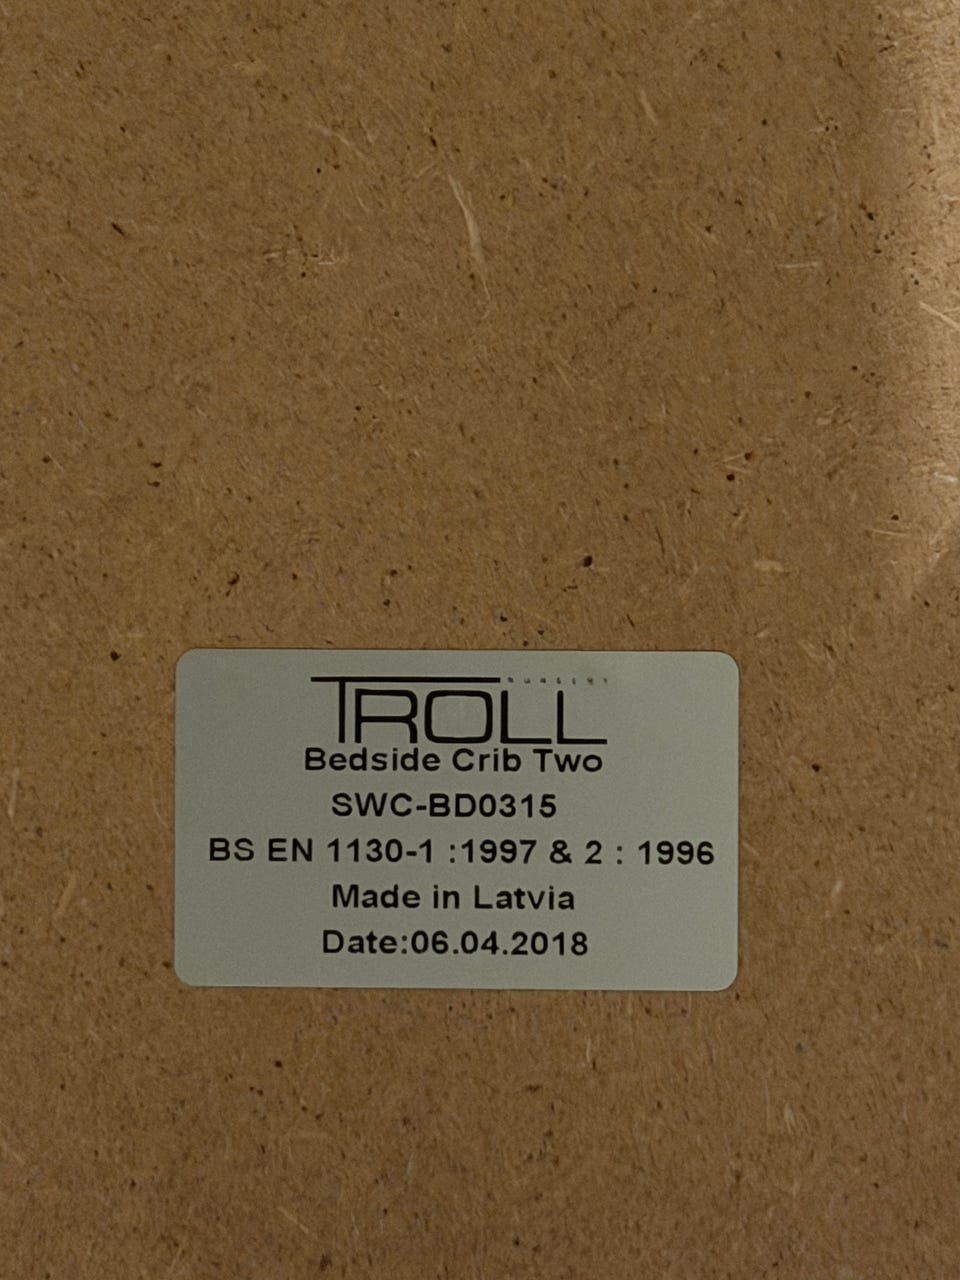 NURSERY
TROLL
Bedside Crib Two
SWC-BD0315
BS EN 1130-1 :1997 & 2 : 1996
Made in Latvia
Date:06.04.2018